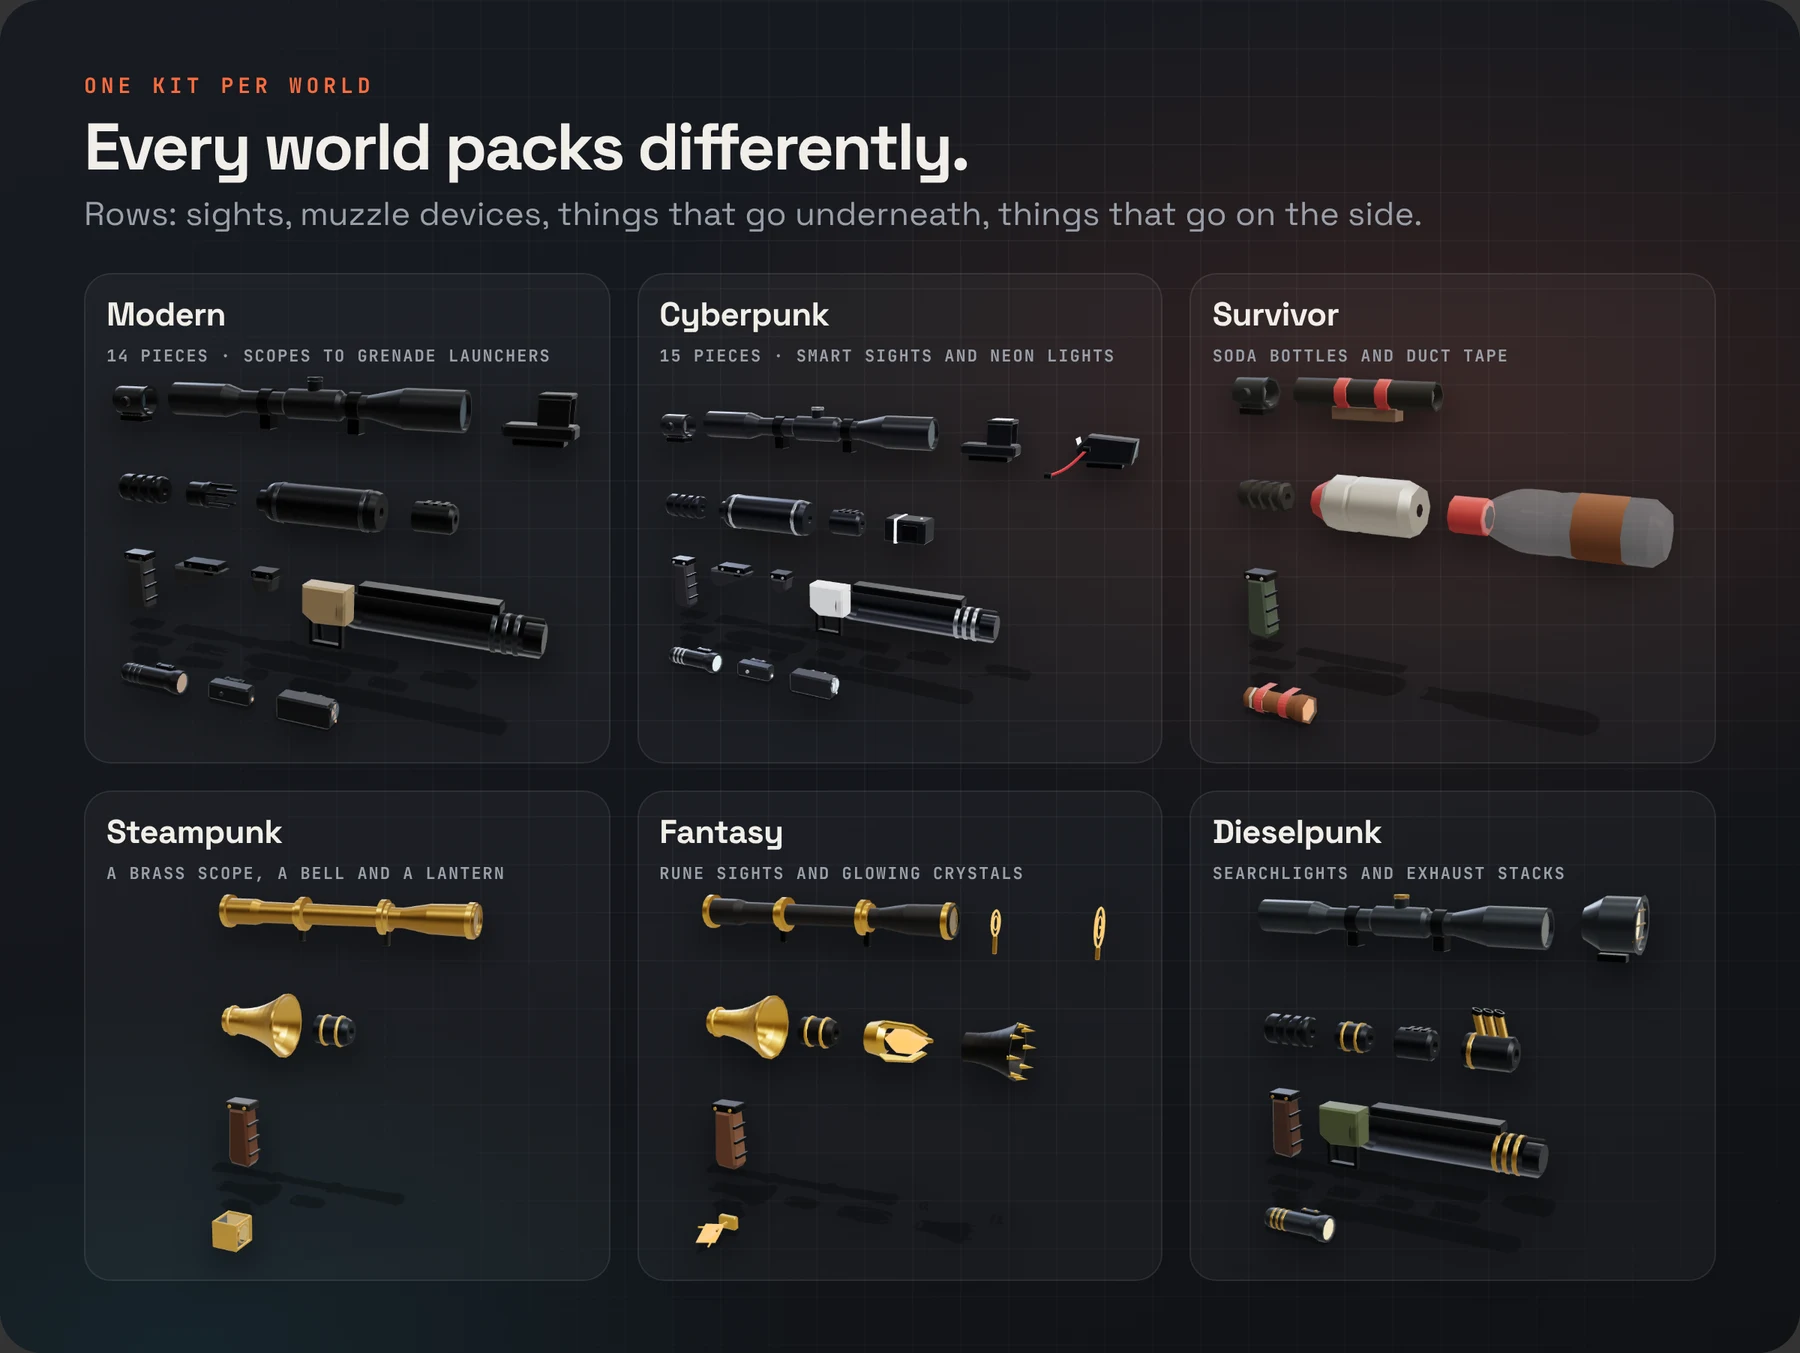 ONE KIT PER WORLD
Every world packs differently.
Rows: sights, muzzle devices, things that go underneath, things that go on the side.
Modern
14 PIECES · SCOPES TO GRENADE LAUNCHERS
Cyberpunk
15 PIECES · SMART SIGHTS AND NEON LIGHTS
Survivor
SODA BOTTLES AND DUCT TAPE
Steampunk
A BRASS SCOPE, A BELL AND A LANTERN
Fantasy
RUNE SIGHTS AND GLOWING CRYSTALS
Dieselpunk
SEARCHLIGHTS AND EXHAUST STACKS